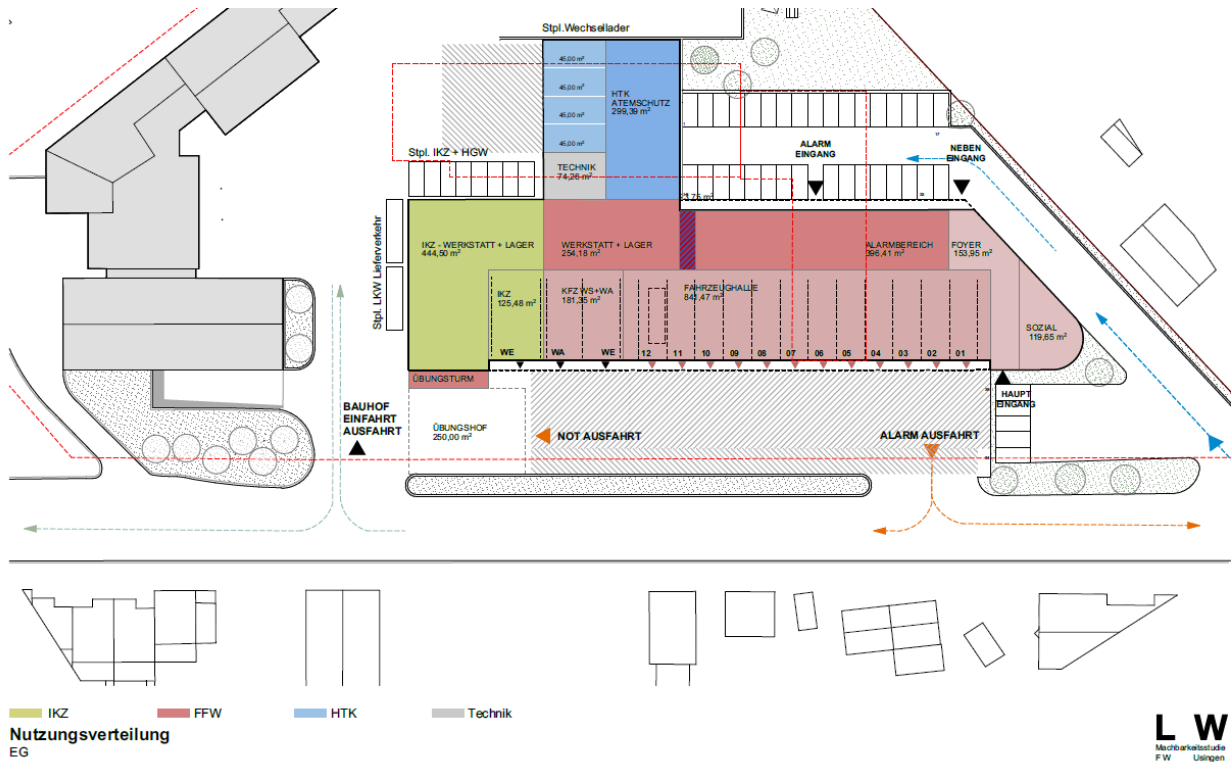 Stpl.Wechsellader
45,00 m²
45,00 m²
45,00 m²
45,00 m²
HTK
ATEMSCHUTZ
299,39 m²
Stpl. IKZ + HGW
TECHNIK
74,26 m²
ALARM
EINGANG
NEBEN
EINGANG
Stpl. LKW Lieferverkehr
IKZ - WERKSTATT + LAGER
444,50 m²
WERKSTATT + LAGER
254,18 m²
ALARMBEREICH
396,41 m²
FOYER
153,95 m²
IKZ
125,48 m²
KFZ WS+WA
181,35 m²
FAHRZEUGHALLE
841,47 m²
SOZIAL
119,65 m²
WE WA WE 12 11 10 09 08 07 06 05 04 03 02 01
ÜBUNGSTURM
HAUPT
EINGANG
BAUHOF
EINFAHRT
AUSFAHRT
ÜBUNGSHOF
250,00 m²
NOT AUSFAHRT
ALARM AUSFAHRT
IKZ FFW HTK Technik
Nutzungsverteilung
EG
L W
Machbarkeitsstudie
F W Usingen